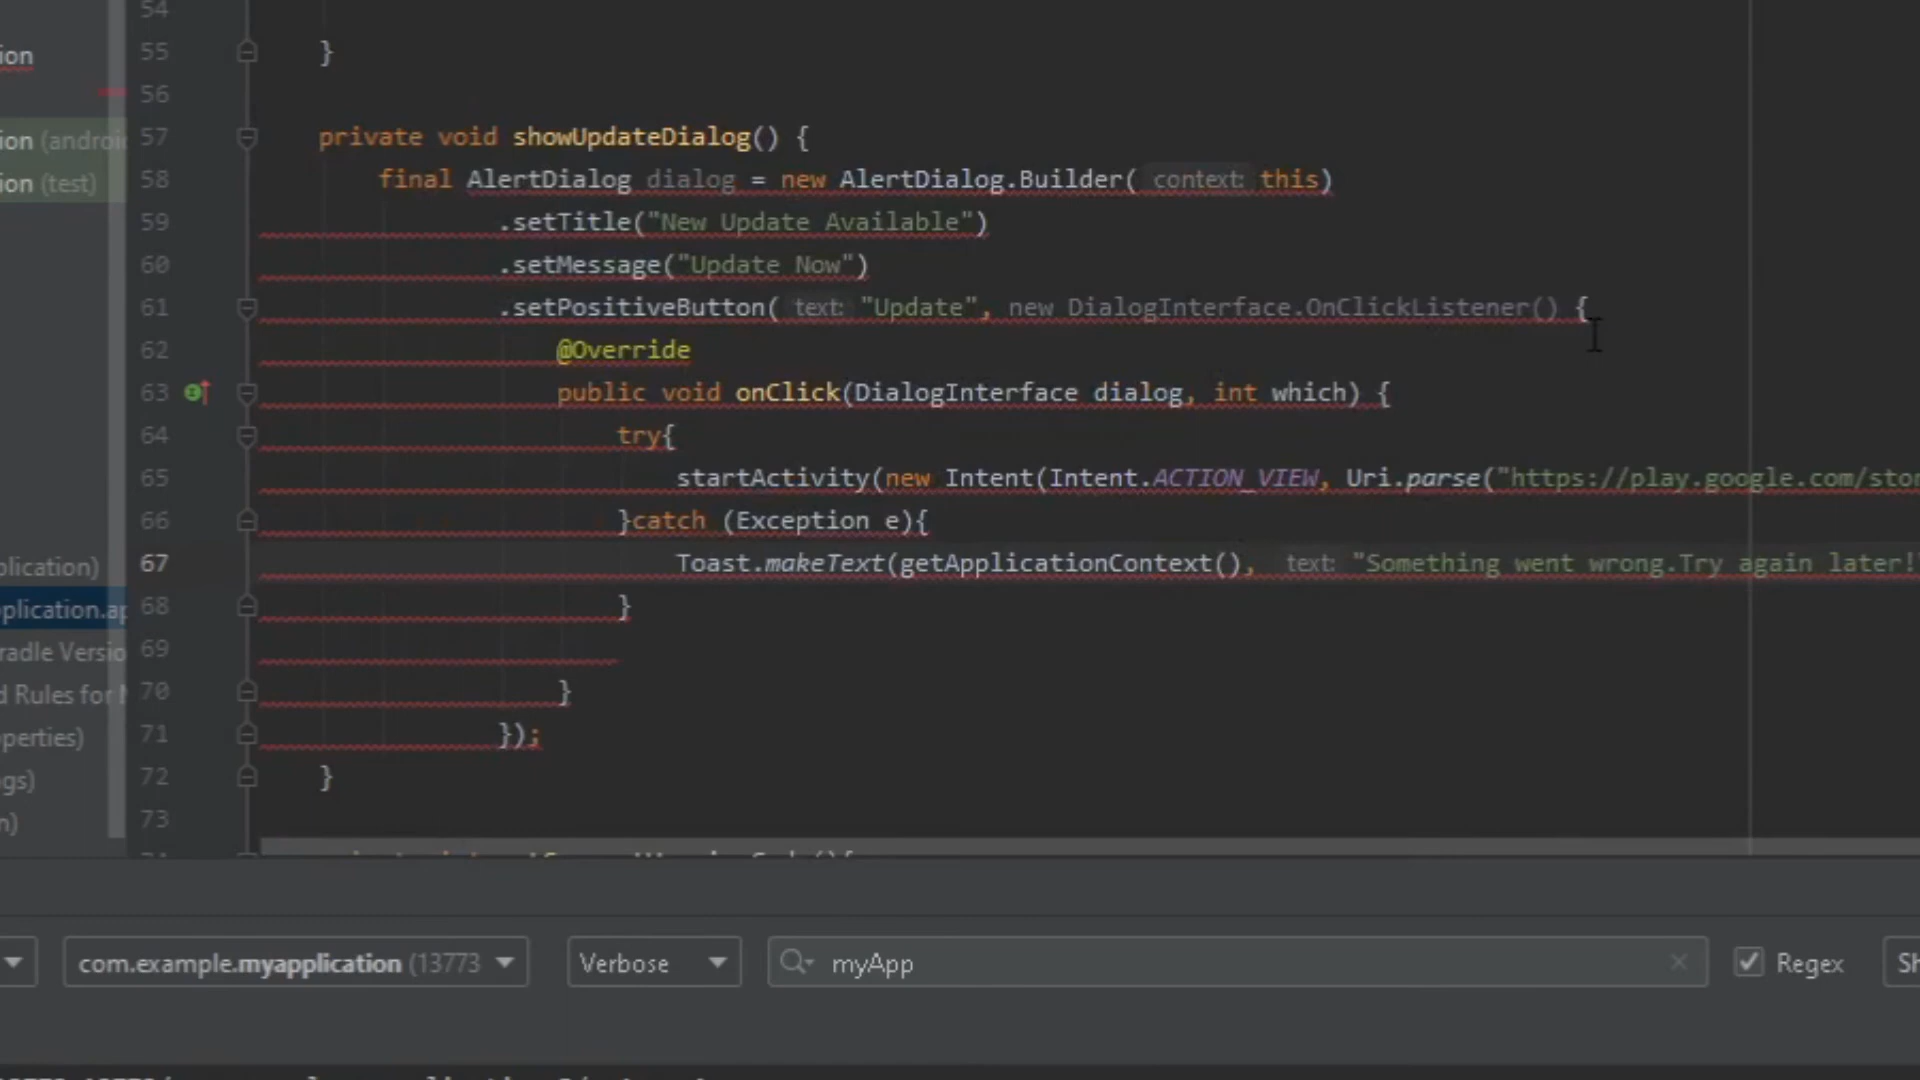 54
ion
55 }
56
ion (androi
57 private void showUpdateDialog() {
58 final AlertDialog dialog = new AlertDialog.Builder( context: this)
ion (test)
59 .setTitle("New Update Available")
60 .setMessage("Update Now")
61 .setPositiveButton( text: "Update", new DialogInterface.OnClickListener() {
62 @Override
63 public void onClick(DialogInterface dialog, int which) {
64 try{
65 startActivity(new Intent(Intent.ACTION_VIEW, Uri.parse("https://play.google.com/stor
66 }catch (Exception e){
plication)
67 Toast.makeText(getApplicationContext(), text: "Something went wrong.Try again later!
plication.ap
68 }
radle Versio
69
d Rules for
70 }
perties)
71 });
gs)
72 }
n)
73
com.example.myapplication (13773
Verbose
myApp
Regex
Sh